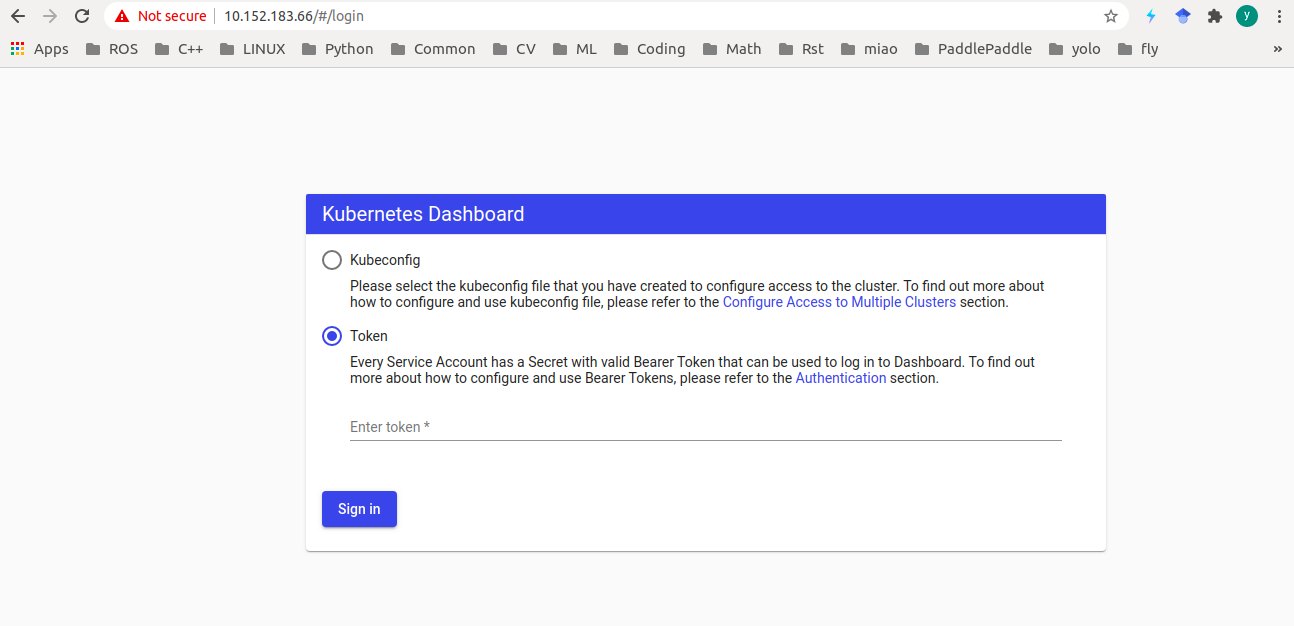 Not secure 10.152.183.66/#/login y
Apps ROS C++ LINUX Python Common CV ML Coding Math Rst miao PaddlePaddle yolo fly »
Kubernetes Dashboard
Kubeconfig
Please select the kubeconfig file that you have created to configure access to the cluster. To find out more about
how to configure and use kubeconfig file, please refer to the Configure Access to Multiple Clusters section.
Token
Every Service Account has a Secret with valid Bearer Token that can be used to log in to Dashboard. To find out
more about how to configure and use Bearer Tokens, please refer to the Authentication section.
Enter token *
Sign in